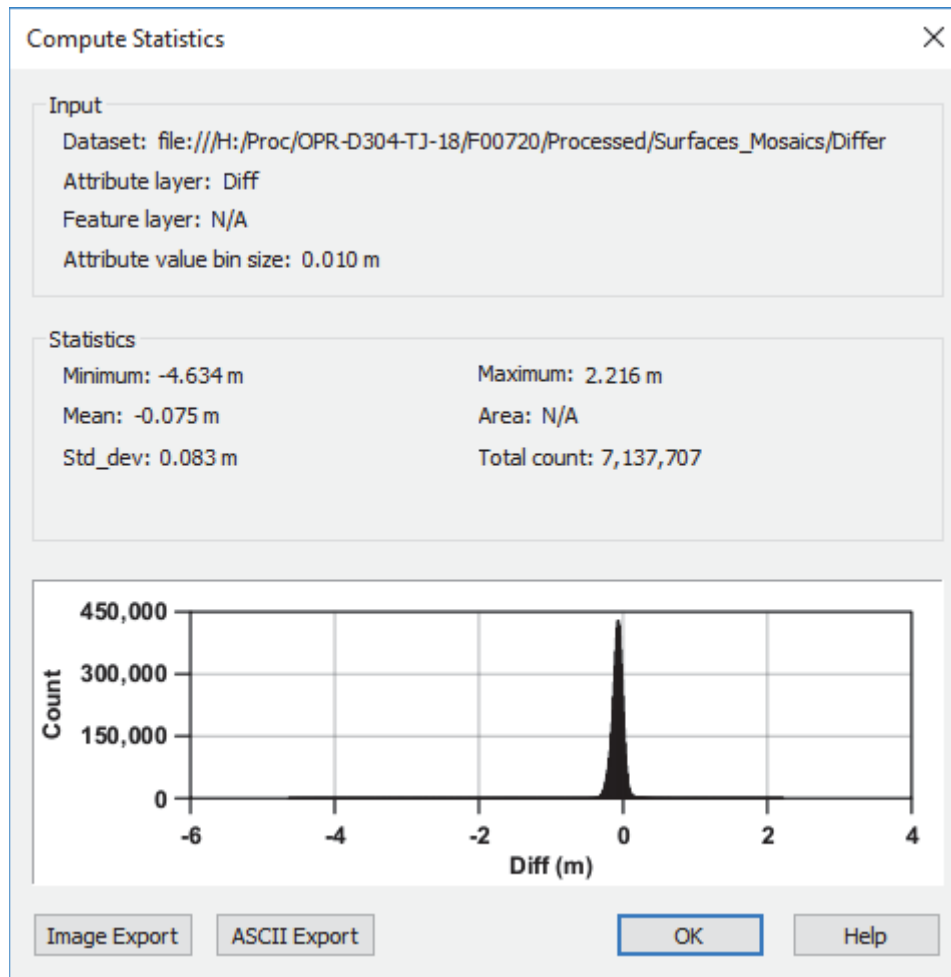 Compute Statistics
Input
Dataset: file:///H:/Proc/OPR-D304-TJ-18/F00720/Processed/Surfaces_Mosaics/Differ
Attribute layer: Diff
Feature layer: N/A
Attribute value bin size: 0.010 m
Statistics
Minimum: -4.634 m Maximum: 2.216 m
Mean: -0.075 m Area: N/A
Std_dev: 0.083 m Total count: 7,137,707
450,000
300,000
150,000
0
Count
-6 -4 -2 0 2 4
Diff (m)
Image Export ASCII Export OK Help